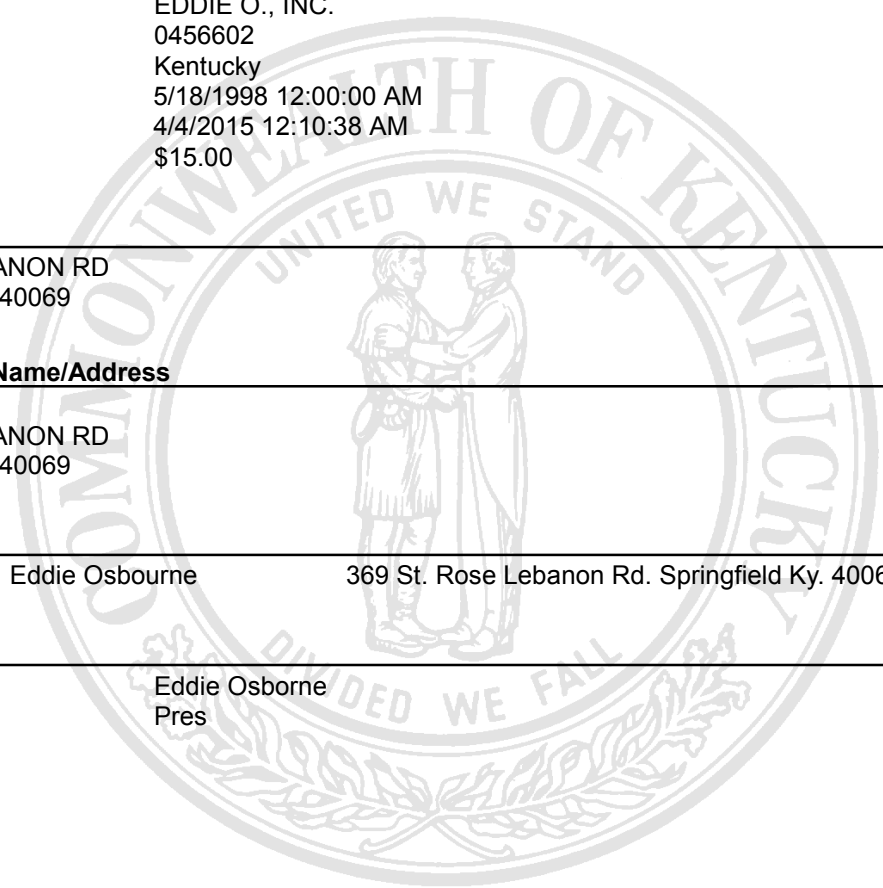 EDDIE O., INC.
0456602
Kentucky
5/18/1998 12:00:00 AM
4/4/2015 12:10:38 AM
$15.00
ANON RD
40069
Name/Address
ANON RD
40069
Eddie Osbourne 369 St. Rose Lebanon Rd. Springfield Ky. 4006
Eddie Osborne
Pres
COMMONWEALTH OF KENTUCKY
UNITED WE STAND
DIVIDED WE FALL